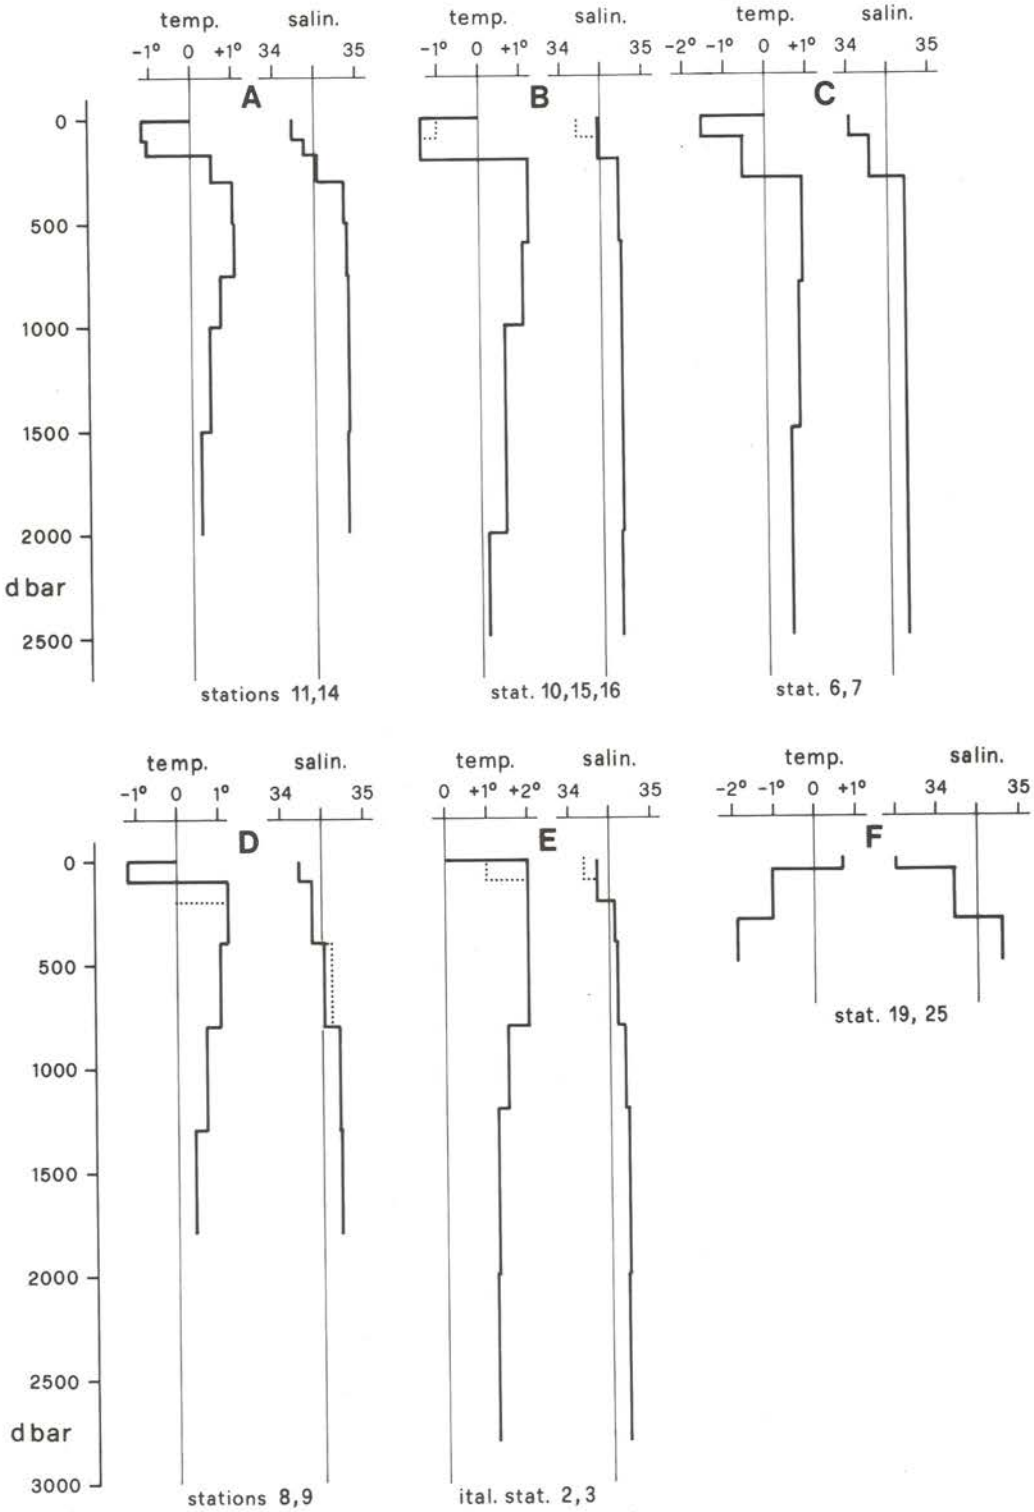 temp. salin. temp. salin. temp. salin.
-1° 0 +1° 34 35 -1° 0 +1° 34 35 -2° -1° 0 +1° 34 35
A B C
0
500
1000
1500
2000
d bar
2500
stations 11,14 stat. 10,15,16 stat. 6,7
temp. salin. temp. salin. temp. salin.
-1° 0 1° 34 35 0 +1° +2° 34 35 -2° -1° 0 +1° 34 35
D E F
0
500
stat. 19, 25
1000
1500
2000
2500
d bar
3000
stations 8,9 ital. stat. 2,3